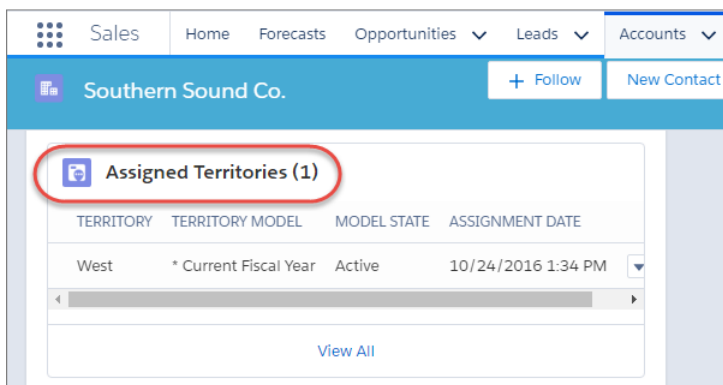 Sales Home Forecasts Opportunities Leads Accounts
Southern Sound Co. + Follow New Contact
Assigned Territories (1)
TERRITORY TERRITORY MODEL MODEL STATE ASSIGNMENT DATE
West * Current Fiscal Year Active 10/24/2016 1:34 PM
View All